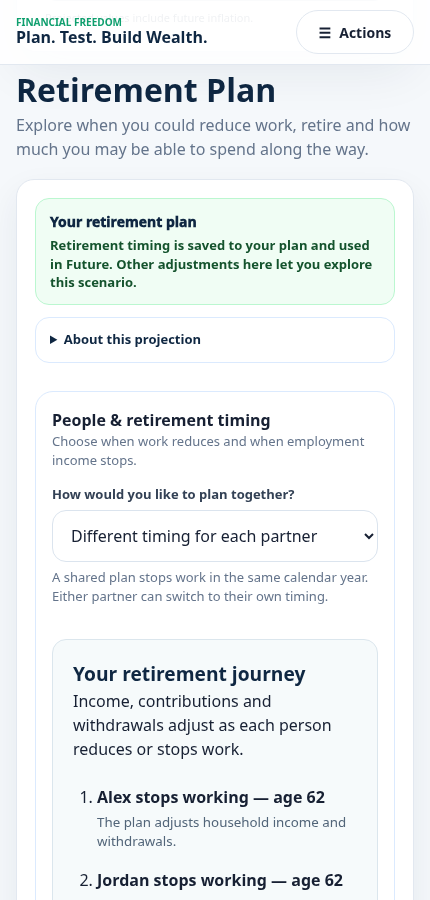 include future inflation.
FINANCIAL FREEDOM
Plan. Test. Build Wealth.
☰ Actions
Retirement Plan
Explore when you could reduce work, retire and how
much you may be able to spend along the way.
Your retirement plan
Retirement timing is saved to your plan and used
in Future. Other adjustments here let you explore
this scenario.
▶ About this projection
People & retirement timing
Choose when work reduces and when employment
income stops.
How would you like to plan together?
Different timing for each partner
A shared plan stops work in the same calendar year.
Either partner can switch to their own timing.
Your retirement journey
Income, contributions and
withdrawals adjust as each person
reduces or stops work.
1. Alex stops working — age 62
The plan adjusts household income and
withdrawals.
2. Jordan stops working — age 62